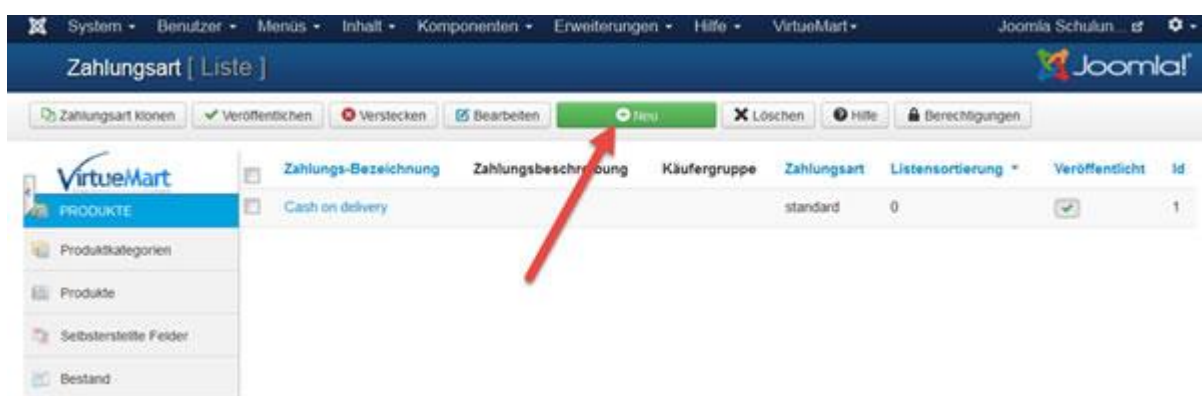 System Benutzer Menüs Inhalt Komponenten Erweiterungen Hilfe VirtueMart Joomla Schulun...
Zahlungsart [ Liste ] Joomla!
Zahlungsart klonen Veröffentlichen Verstecken Bearbeiten Neu Löschen Hilfe Berechtigungen
VirtueMart Zahlungs-Bezeichnung Zahlungsbeschreibung Käufergruppe Zahlungsart Listensortierung Veröffentlicht Id
PRODUKTE Cash on delivery standard 0 1
Produktkategorien
Produkte
Selbsterstellte Felder
Bestand